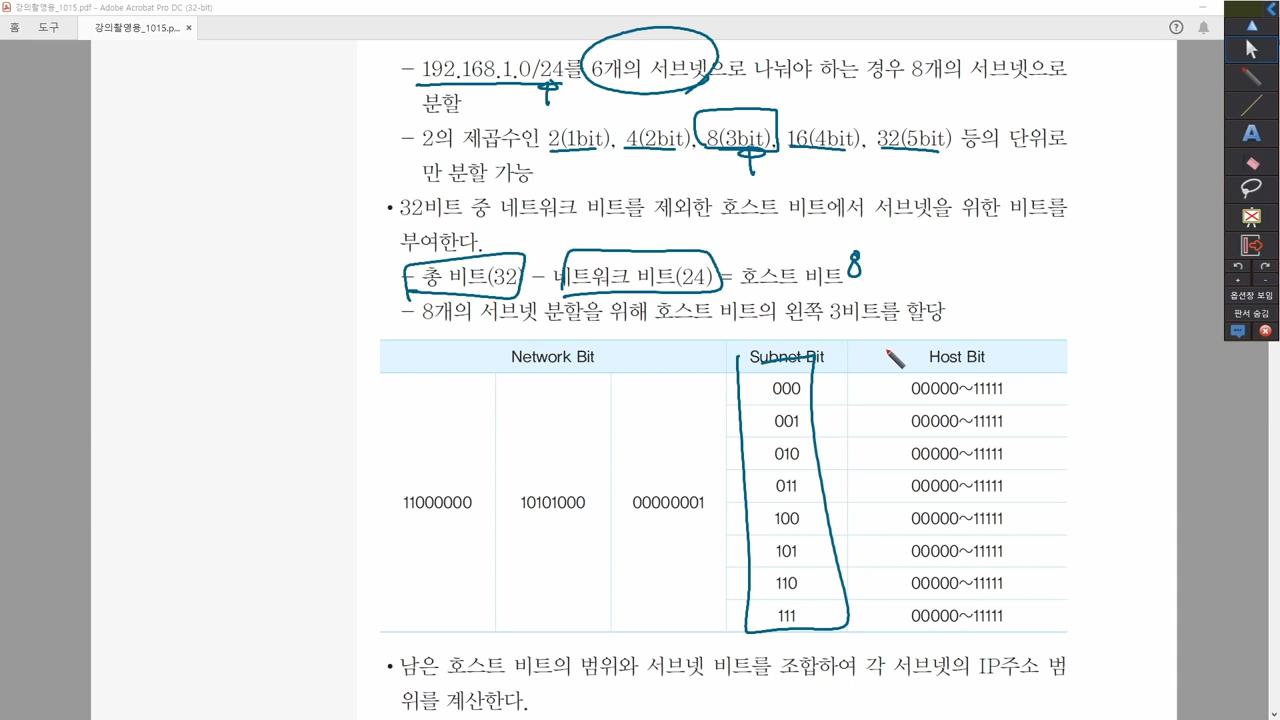 강의촬영용_1015.pdf - Adobe Acrobat Pro DC (32-bit)
홈 도구 강의촬영용_1015.p... ×
- 192.168.1.0/24를 6개의 서브넷으로 나눠야 하는 경우 8개의 서브넷으로
분할
- 2의 제곱수인 2(1bit), 4(2bit), 8(3bit), 16(4bit), 32(5bit) 등의 단위로
만 분할 가능
• 32비트 중 네트워크 비트를 제외한 호스트 비트에서 서브넷을 위한 비트를
부여한다.
- 총 비트(32) - 네트워크 비트(24) = 호스트 비트 8
- 8개의 서브넷 분할을 위해 호스트 비트의 왼쪽 3비트를 할당
Network Bit Subnet Bit Host Bit
000 00000~11111
001 00000~11111
010 00000~11111
011 00000~11111
11000000 10101000 00000001
100 00000~11111
101 00000~11111
110 00000~11111
111 00000~11111
• 남은 호스트 비트의 범위와 서브넷 비트를 조합하여 각 서브넷의 IP주소 범
위를 계산한다.
옵션장 보임
판서 숨김